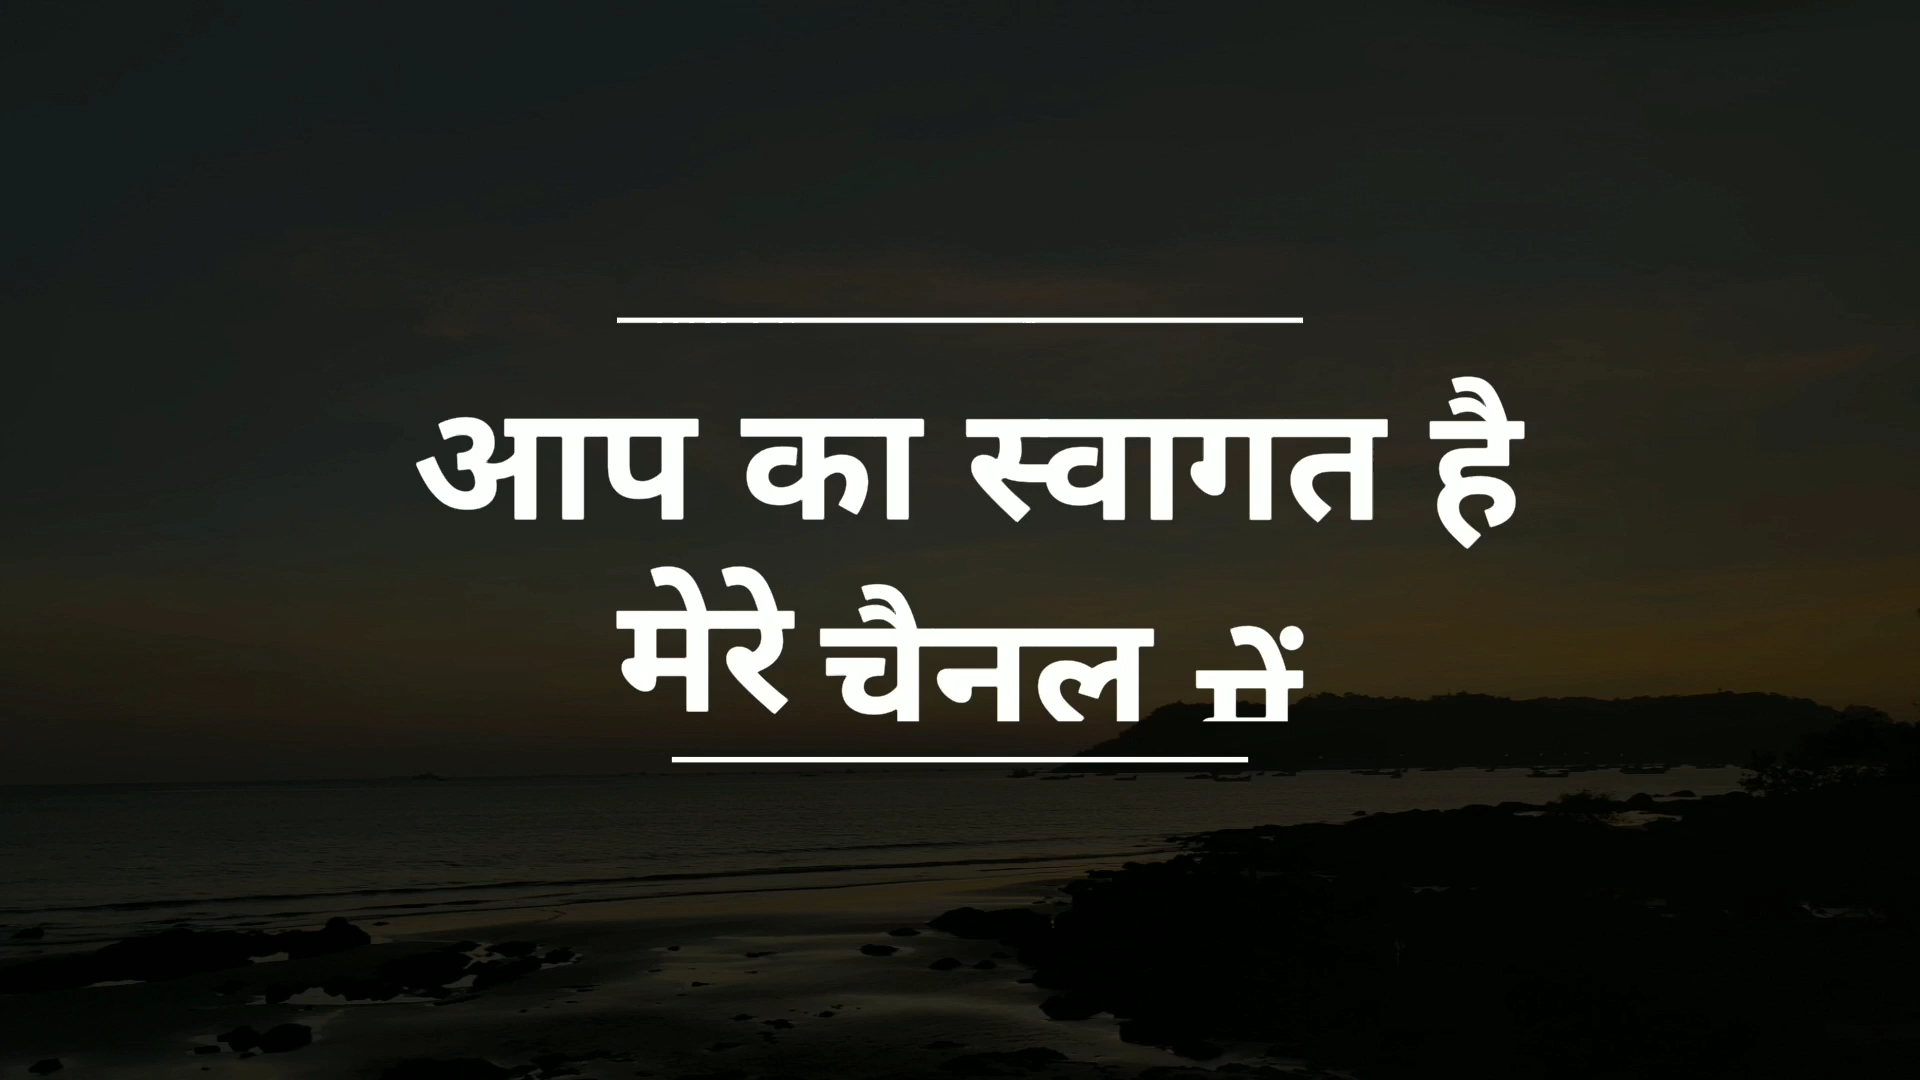 आप का स्वागत है
मेरे चैनल में